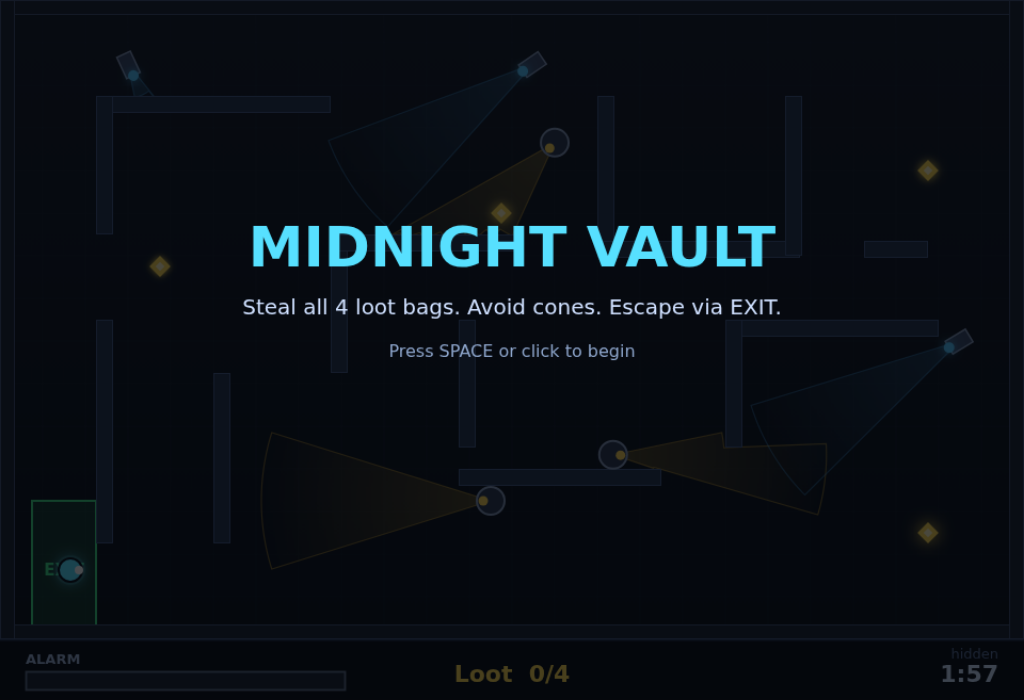 MIDNIGHT VAULT
Steal all 4 loot bags. Avoid cones. Escape via EXIT.
Press SPACE or click to begin
ALARM
Loot 0/4
hidden
1:57